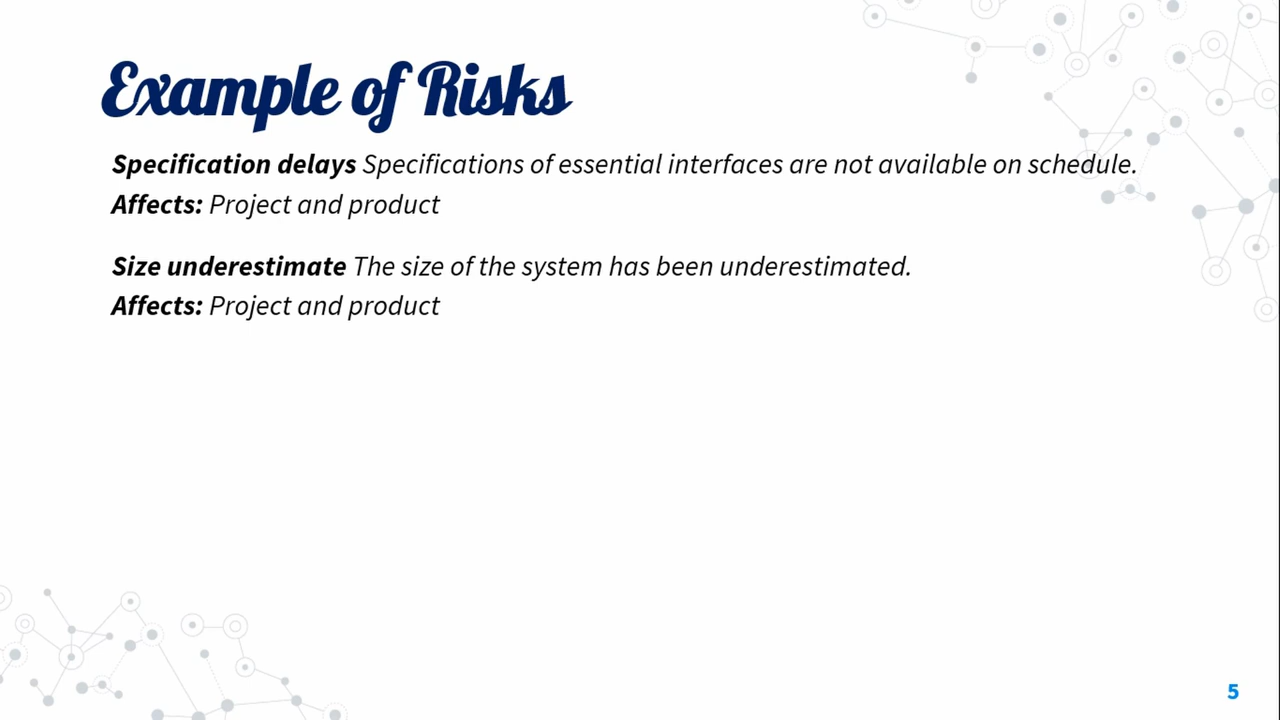 Example of Risks
Specification delays Specifications of essential interfaces are not available on schedule.
Affects: Project and product
Size underestimate The size of the system has been underestimated.
Affects: Project and product
5